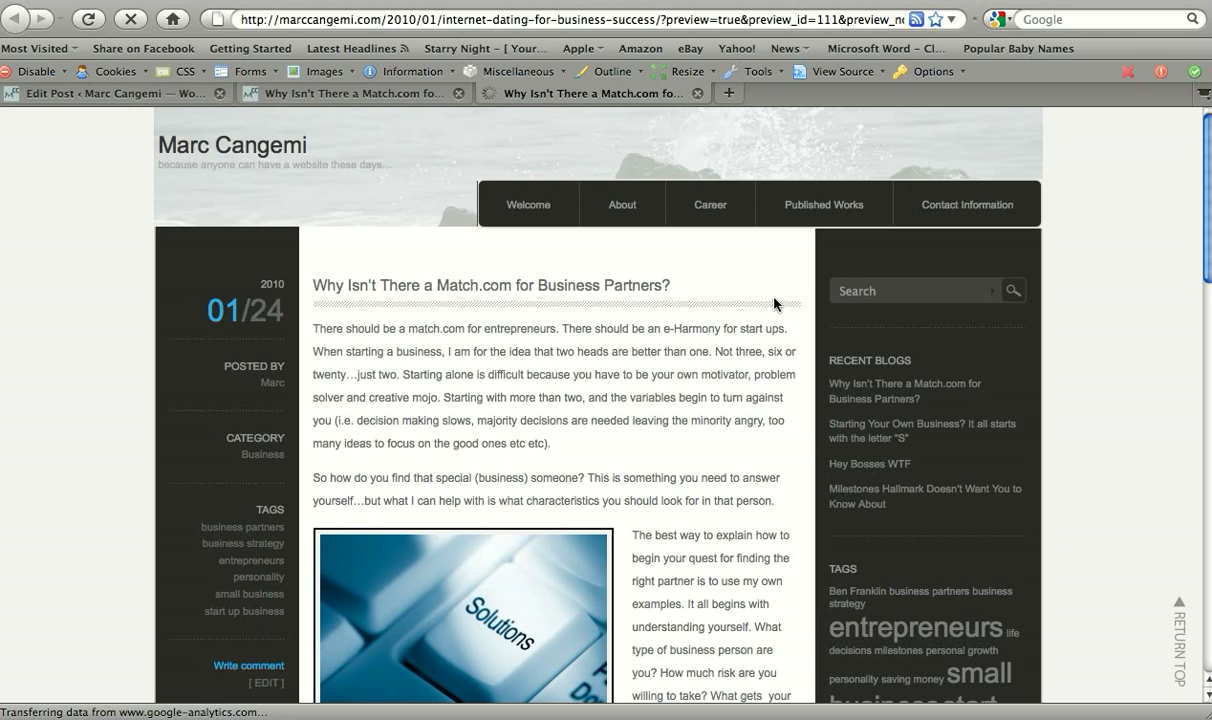 http://marccangemi.com/2010/01/internet-dating-for-business-success/?preview=true&preview_id=111&preview_nc
Google
Most Visited
Share on Facebook
Getting Started
Latest Headlines
Starry Night - [ Your...
Apple
Amazon
eBay
Yahoo!
News
Microsoft Word - Cl...
Popular Baby Names
Disable
Cookies
CSS
Forms
Images
Information
Miscellaneous
Outline
Resize
Tools
View Source
Options
Edit Post ‹ Marc Cangemi — Wo...
Why Isn't There a Match.com fo...
Why Isn't There a Match.com fo...
Marc Cangemi
because anyone can have a website these days...
Welcome
About
Career
Published Works
Contact Information
2010
01/24
POSTED BY
Marc
CATEGORY
Business
TAGS
business partners
business strategy
entrepreneurs
personality
small business
start up business
Write comment
[ EDIT ]
Why Isn't There a Match.com for Business Partners?
There should be a match.com for entrepreneurs. There should be an e-Harmony for start ups.
When starting a business, I am for the idea that two heads are better than one. Not three, six or
twenty…just two. Starting alone is difficult because you have to be your own motivator, problem
solver and creative mojo. Starting with more than two, and the variables begin to turn against
you (i.e. decision making slows, majority decisions are needed leaving the minority angry, too
many ideas to focus on the good ones etc etc).
So how do you find that special (business) someone? This is something you need to answer
yourself…but what I can help with is what characteristics you should look for in that person.
Solutions
The best way to explain how to
begin your quest for finding the
right partner is to use my own
examples. It all begins with
understanding yourself. What
type of business person are
you? How much risk are you
willing to take? What gets your
Search
RECENT BLOGS
Why Isn't There a Match.com for
Business Partners?
Starting Your Own Business? It all starts
with the letter "S"
Hey Bosses WTF
Milestones Hallmark Doesn't Want You to
Know About
TAGS
Ben Franklin business partners business
strategy
entrepreneurs life
decisions milestones personal growth
personality saving money small
business start
RETURN TOP
Transferring data from www.google-analytics.com...